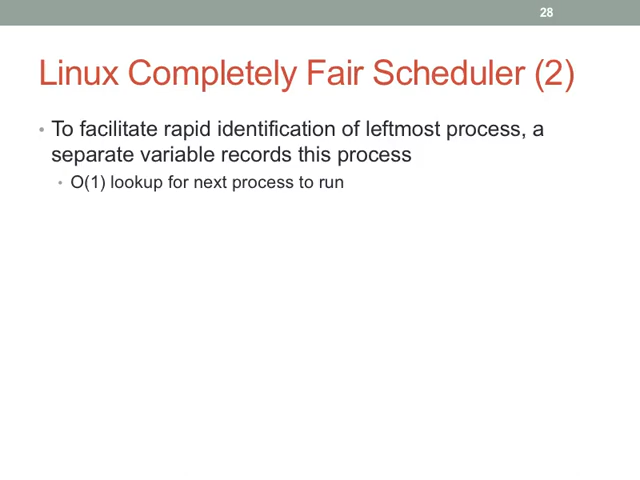 28
Linux Completely Fair Scheduler (2)
• To facilitate rapid identification of leftmost process, a
separate variable records this process
• O(1) lookup for next process to run